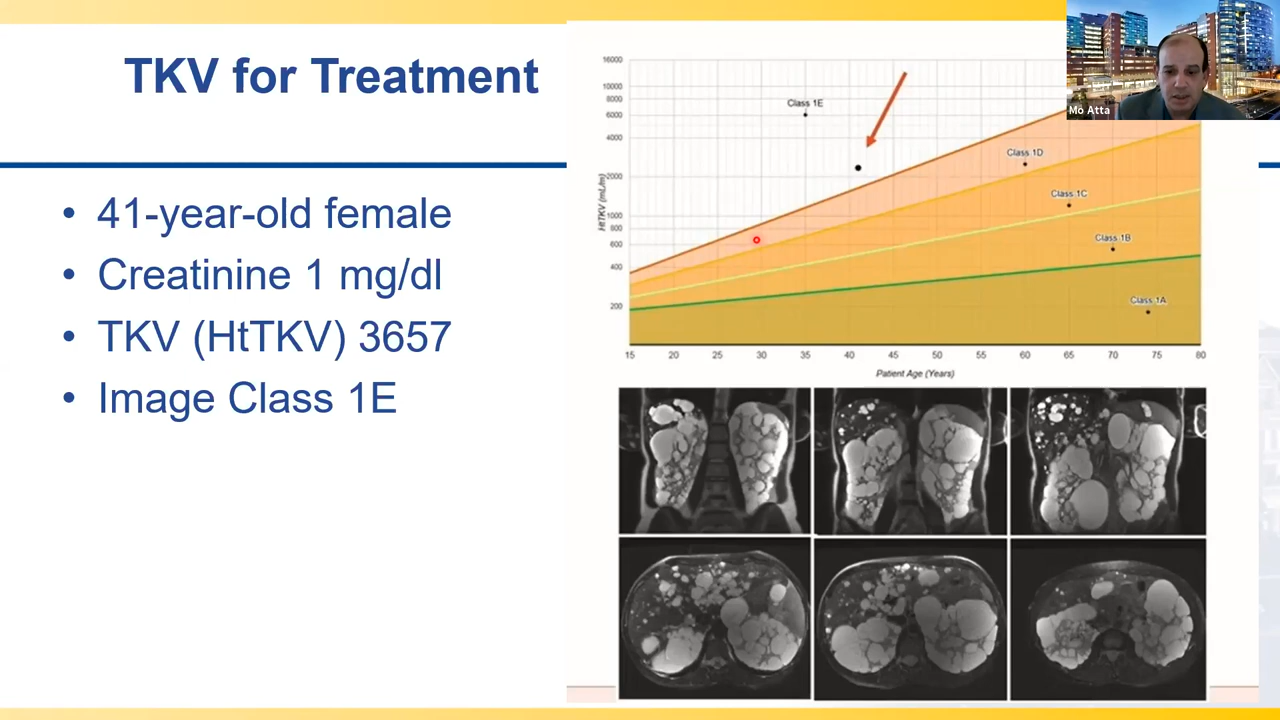 TKV for Treatment
• 41-year-old female
• Creatinine 1 mg/dl
• TKV (HtTKV) 3657
• Image Class 1E
Mo Atta
16000
10000
8000
6000
4000
2000
1000
800
600
400
200
HtTKV (mL/m)
Class 1E
Class 1D
Class 1C
Class 1B
Class 1A
15 20 25 30 35 40 45 50 55 60 65 70 75 80
Patient Age (Years)